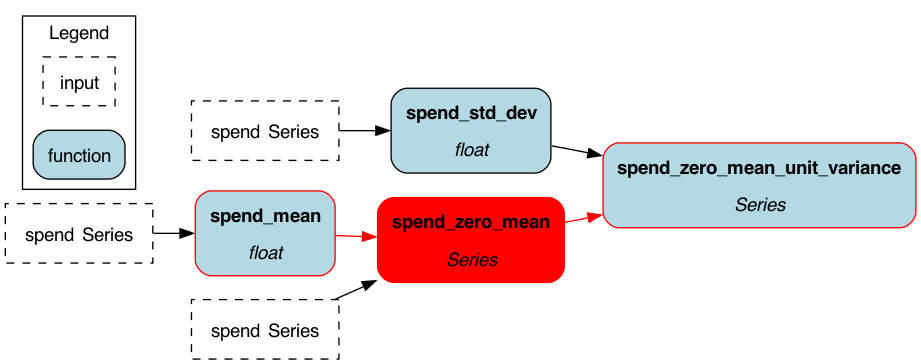 Legend
input
function
spend Series
spend_std_dev
float
spend_zero_mean_unit_variance
Series
spend Series
spend_mean
float
spend_zero_mean
Series
spend Series